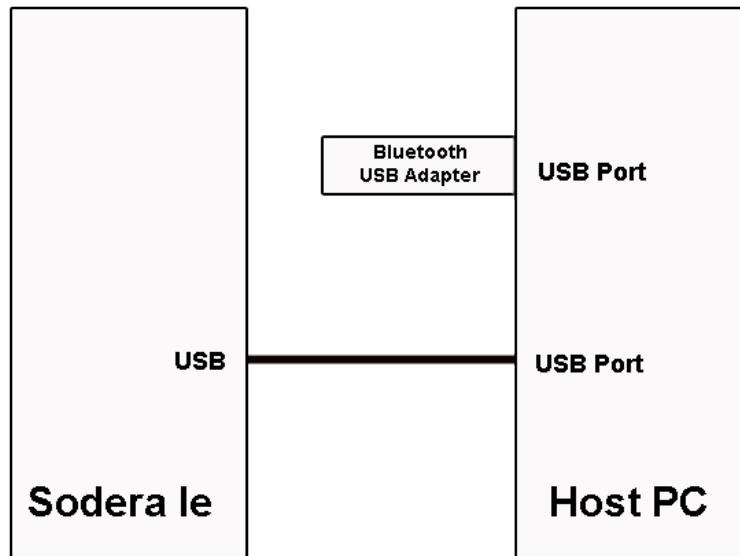 Bluetooth
USB Adapter
USB Port
USB
USB Port
Sodera le
Host PC